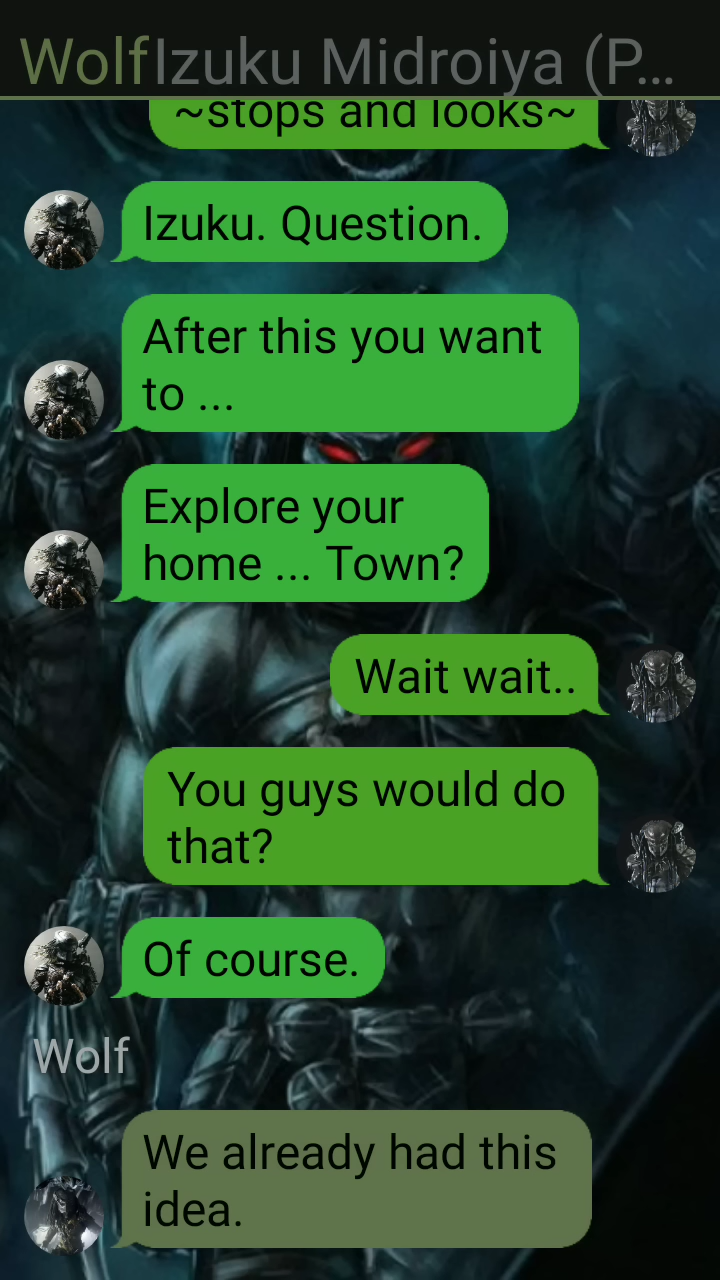 WolfIzuku Midroiya (P...
~stops and looks~
Izuku. Question.
After this you want
to ...
Explore your
home ... Town?
Wait wait..
You guys would do
that?
Of course.
Wolf
We already had this
idea.